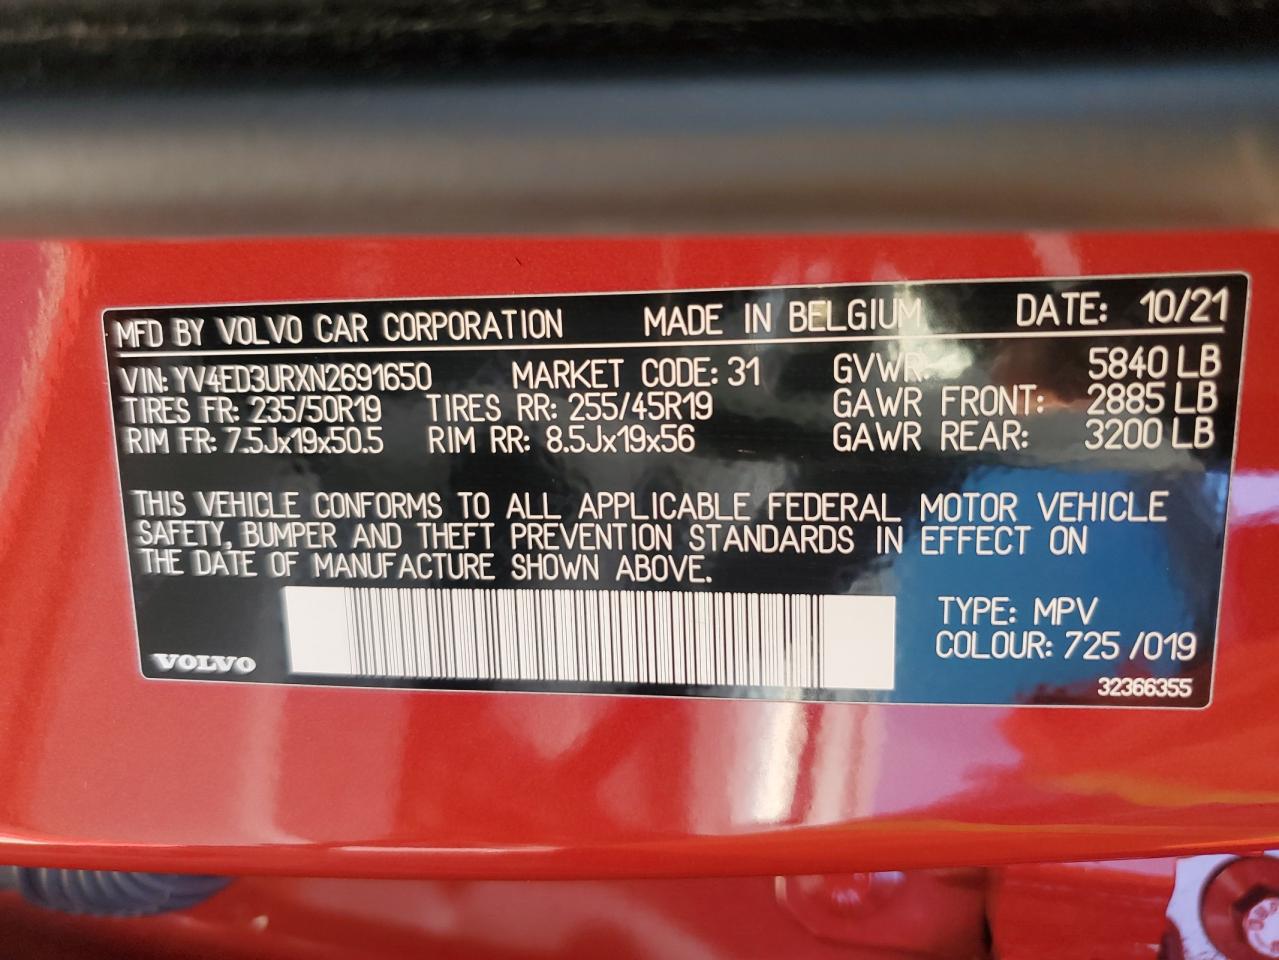 MFD BY VOLVO CAR CORPORATION MADE IN BELGIUM DATE: 10/21
VIN: YV4ED3URXN2691650 MARKET CODE: 31 GVWR: 5840 LB
TIRES FR: 235/50R19 TIRES RR: 255/45R19 GAWR FRONT: 2885 LB
RIM FR: 7.5Jx19x50.5 RIM RR: 8.5Jx19x56 GAWR REAR: 3200 LB
THIS VEHICLE CONFORMS TO ALL APPLICABLE FEDERAL MOTOR VEHICLE
SAFETY, BUMPER AND THEFT PREVENTION STANDARDS IN EFFECT ON
THE DATE OF MANUFACTURE SHOWN ABOVE.
TYPE: MPV
COLOUR: 725 /019
VOLVO
32366355